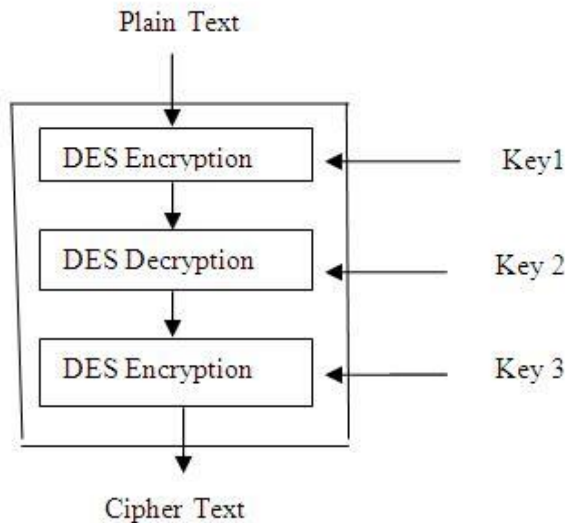 Plain Text
DES Encryption
Key1
DES Decryption
Key 2
DES Encryption
Key 3
Cipher Text